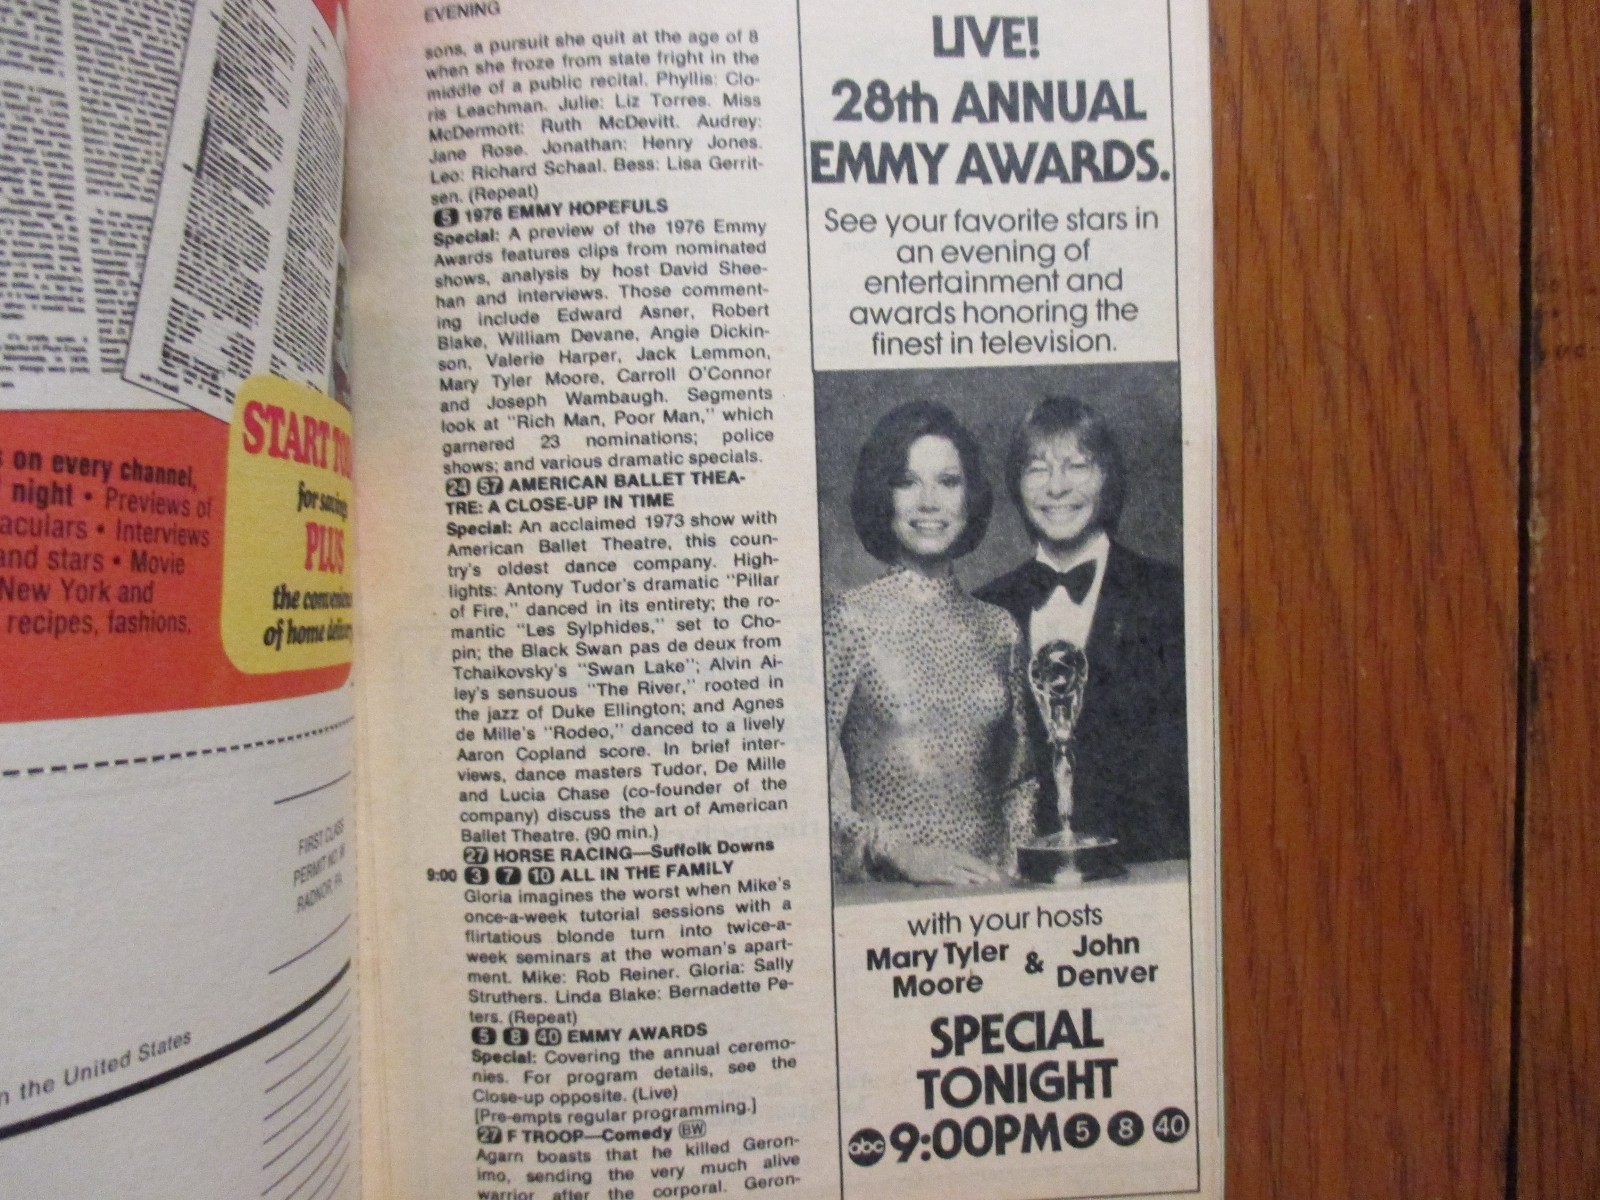 s on every channel,
night • Previews of
aculars • Interviews
and stars • Movie
New York and
recipes, fashions,
START
for
PLUS
the
of home
FIRST CLASS
PERMIT NO.
RADNOR, PA
n the United States
EVENING
sons, a pursuit she quit at the age of 8
when she froze from state fright in the
middle of a public recital. Phyllis: Clo-
ris Leachman. Julie: Liz Torres. Miss
McDermott: Ruth McDevitt. Audrey:
Jane Rose. Jonathan: Henry Jones.
Leo: Richard Schaal. Bess: Lisa Gerrit-
sen. (Repeat)
5 1976 EMMY HOPEFULS
Special: A preview of the 1976 Emmy
Awards features clips from nominated
shows, analysis by host David Shee-
han and interviews. Those comment-
ing include Edward Asner, Robert
Blake, William Devane, Angie Dickin-
son, Valerie Harper, Jack Lemmon,
Mary Tyler Moore, Carroll O'Connor
and Joseph Wambaugh. Segments
look at "Rich Man, Poor Man," which
garnered 23 nominations; police
shows; and various dramatic specials.
24 57 AMERICAN BALLET THEA-
TRE: A CLOSE-UP IN TIME
Special: An acclaimed 1973 show with
American Ballet Theatre, this coun-
try's oldest dance company. High-
lights: Antony Tudor's dramatic "Pillar
of Fire," danced in its entirety; the ro-
mantic "Les Sylphides," set to Cho-
pin; the Black Swan pas de deux from
Tchaikovsky's "Swan Lake"; Alvin Ai-
ley's sensuous "The River," rooted in
the jazz of Duke Ellington; and Agnes
de Mille's "Rodeo," danced to a lively
Aaron Copland score. In brief inter-
views, dance masters Tudor, De Mille
and Lucia Chase (co-founder of the
company) discuss the art of American
Ballet Theatre. (90 min.)
27 HORSE RACING—Suffolk Downs
9:00 3 7 10 ALL IN THE FAMILY
Gloria imagines the worst when Mike's
once-a-week tutorial sessions with a
flirtatious blonde turn into twice-a-
week seminars at the woman's apart-
ment. Mike: Rob Reiner. Gloria: Sally
Struthers. Linda Blake: Bernadette Pe-
ters. (Repeat)
5 8 40 EMMY AWARDS
Special: Covering the annual ceremo-
nies. For program details, see the
Close-up opposite. (Live)
[Pre-empts regular programming.]
27 F TROOP—Comedy BW
Agarn boasts that he killed Geron-
imo, sending the very much alive
warrior after the corporal. Geron-
LIVE!
28th ANNUAL
EMMY AWARDS.
See your favorite stars in
an evening of
entertainment and
awards honoring the
finest in television.
with your hosts
Mary Tyler Moore & John Denver
SPECIAL
TONIGHT
abc 9:00PM 5 8 40